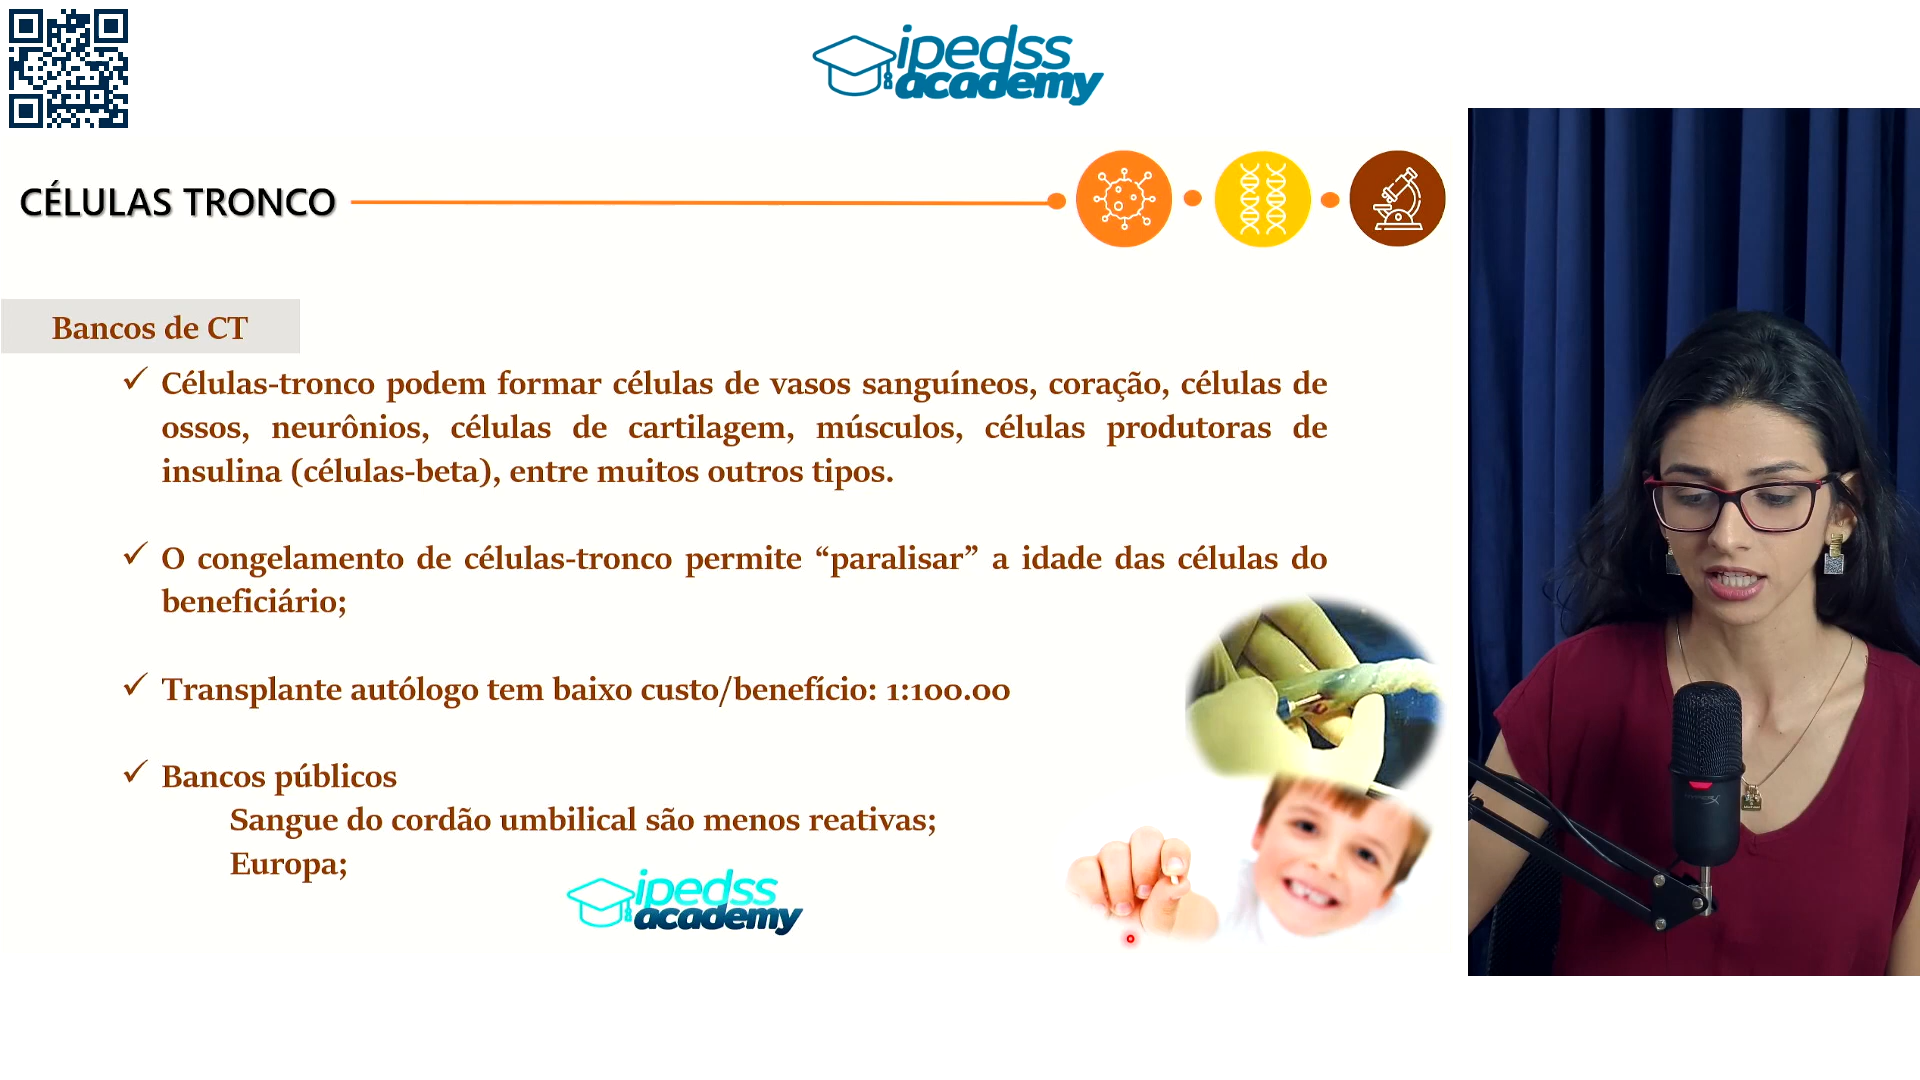 ipedss
academy
CÉLULAS TRONCO
Bancos de CT
✓ Células-tronco podem formar células de vasos sanguíneos, coração, células de
ossos, neurônios, células de cartilagem, músculos, células produtoras de
insulina (células-beta), entre muitos outros tipos.
✓ O congelamento de células-tronco permite “paralisar” a idade das células do
beneficiário;
✓ Transplante autólogo tem baixo custo/benefício: 1:100.00
✓ Bancos públicos
Sangue do cordão umbilical são menos reativas;
Europa;
ipedss
academy